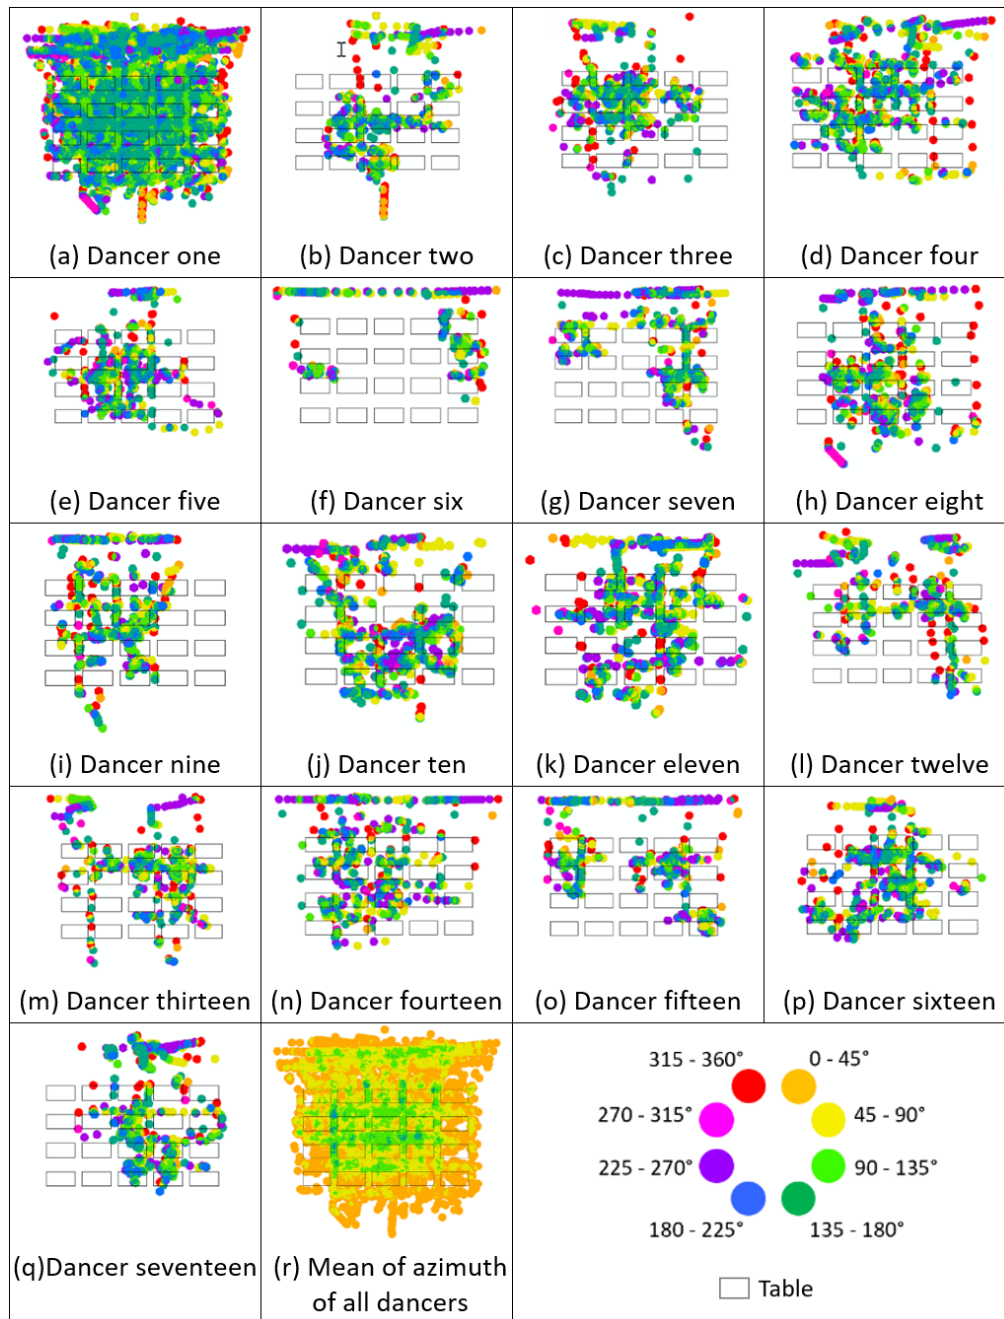 (a) Dancer one
(b) Dancer two
(c) Dancer three
(d) Dancer four
(e) Dancer five
(f) Dancer six
(g) Dancer seven
(h) Dancer eight
(i) Dancer nine
(j) Dancer ten
(k) Dancer eleven
(l) Dancer twelve
(m) Dancer thirteen
(n) Dancer fourteen
(o) Dancer fifteen
(p) Dancer sixteen
(q)Dancer seventeen
(r) Mean of azimuth
of all dancers
315 - 360°
0 - 45°
270 - 315°
45 - 90°
225 - 270°
90 - 135°
180 - 225°
135 - 180°
Table